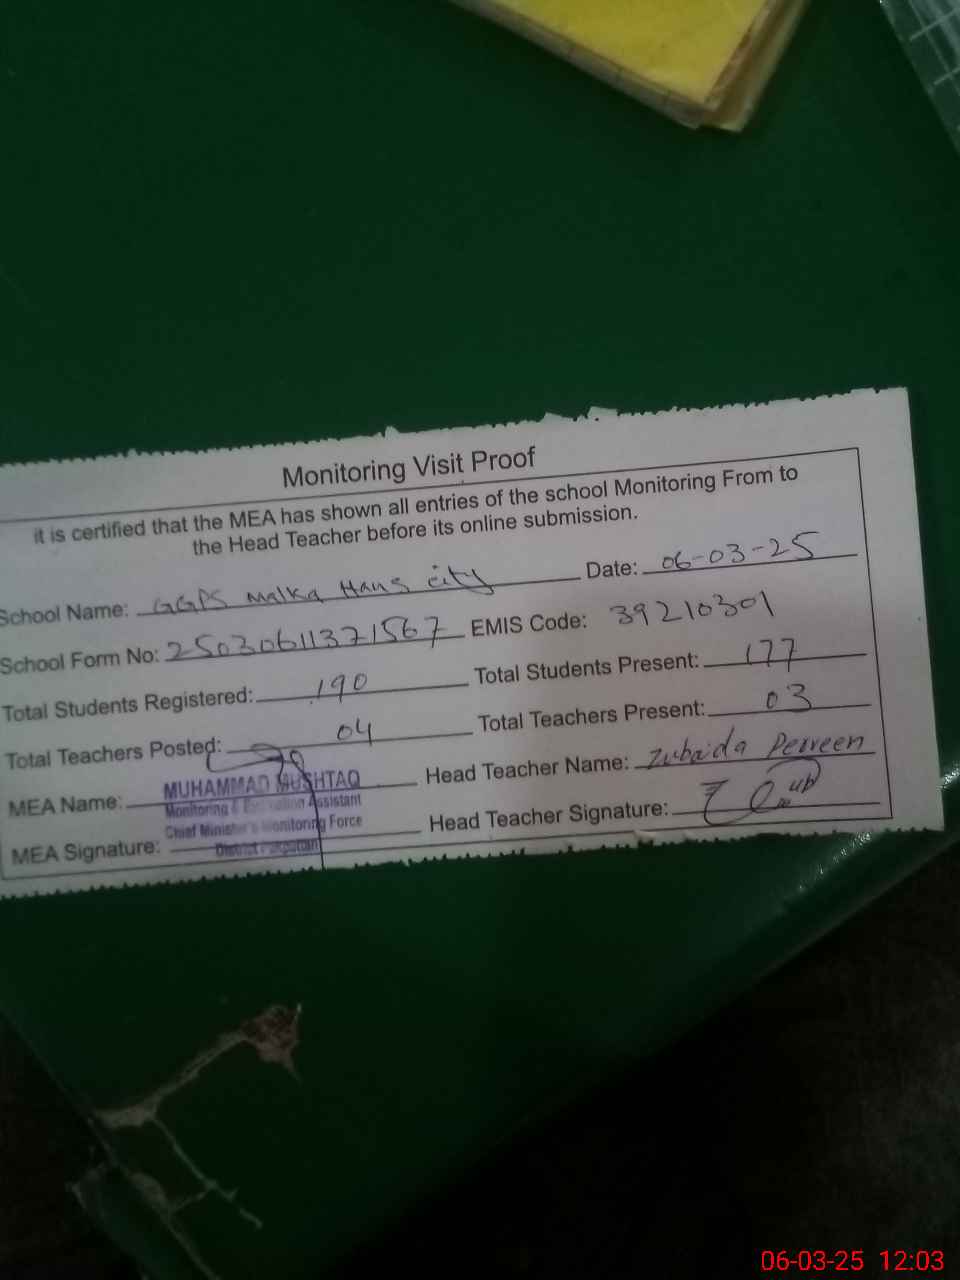 Monitoring Visit Proof
it is certified that the MEA has shown all entries of the school Monitoring From to
the Head Teacher before its online submission.
School Name: GGPS Malka Hans city Date: 06-03-25
School Form No: 25030611371567 EMIS Code: 39210301
Total Students Registered: 190 Total Students Present: 177
Total Teachers Posted: 04 Total Teachers Present: 03
MEA Name: MUHAMMAD MUSHTAQ Head Teacher Name: Zubaida Perveen
Monitoring & Evaluation Assistant
Chief Minister's Monitoring Force
MEA Signature: District Pakpattan Head Teacher Signature:
06-03-25 12:03